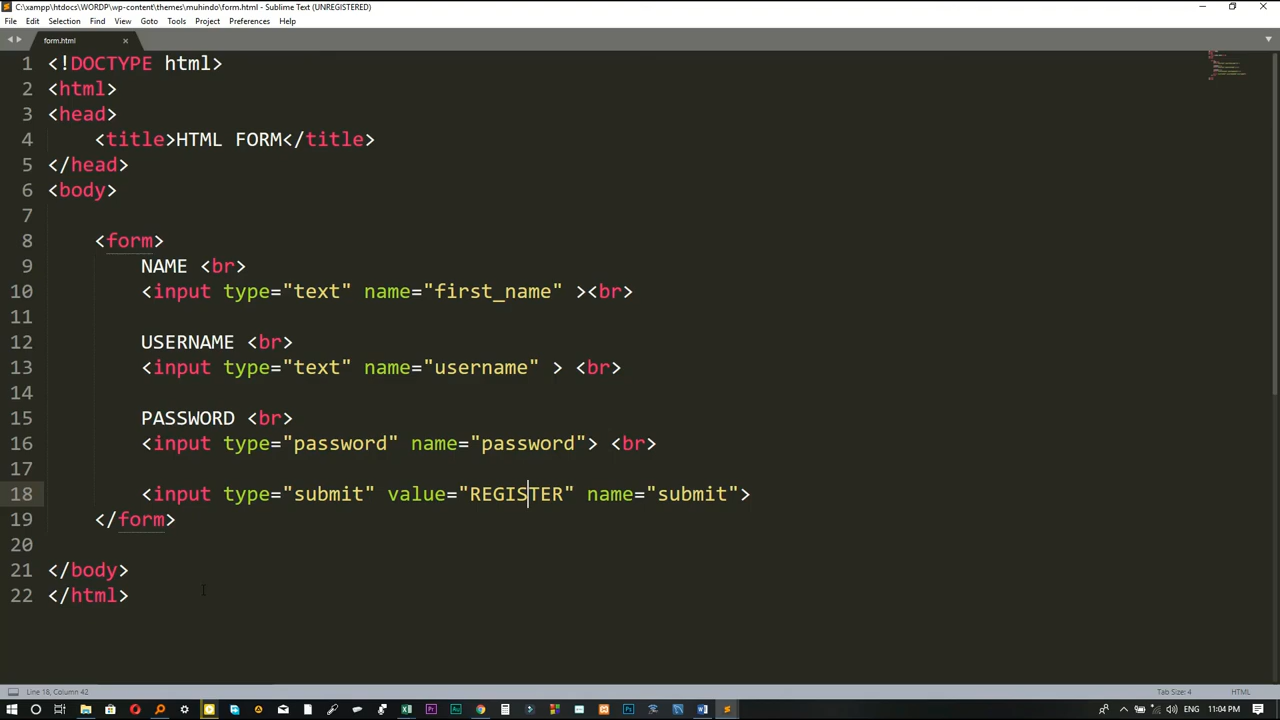 C:\xampp\htdocs\WORDP\wp-content\themes\muhindo\form.html - Sublime Text (UNREGISTERED)
File Edit Selection Find View Goto Tools Project Preferences Help
form.html
1 <!DOCTYPE html>
2 <html>
3 <head>
4 <title>HTML FORM</title>
5 </head>
6 <body>
7
8 <form>
9 NAME <br>
10 <input type="text" name="first_name" ><br>
11
12 USERNAME <br>
13 <input type="text" name="username" > <br>
14
15 PASSWORD <br>
16 <input type="password" name="password"> <br>
17
18 <input type="submit" value="REGISTER" name="submit">
19 </form>
20
21 </body>
22 </html>
Line 18, Column 42 Tab Size: 4 HTML
11:04 PM